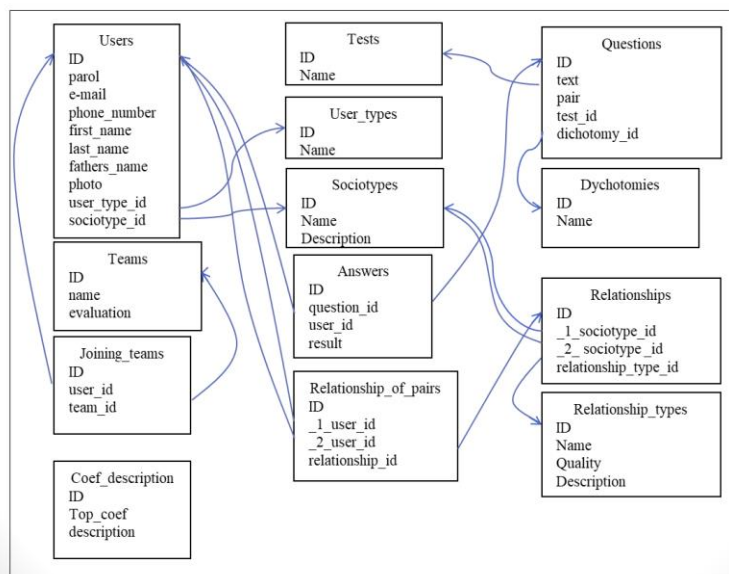 Users
ID
parol
e-mail
phone_number
first_name
last_name
fathers_name
photo
user_type_id
sociotype_id
Teams
ID
name
evaluation
Joining_teams
ID
user_id
team_id
Coef_description
ID
Top_coef
description
Tests
ID
Name
User_types
ID
Name
Sociotypes
ID
Name
Description
Answers
ID
question_id
user_id
result
Relationship_of_pairs
ID
_1_user_id
_2_user_id
relationship_id
Questions
ID
text
pair
test_id
dichotomy_id
Dychotomies
ID
Name
Relationships
ID
_1_sociotype_id
_2_ sociotype _id
relationship_type_id
Relationship_types
ID
Name
Quality
Description